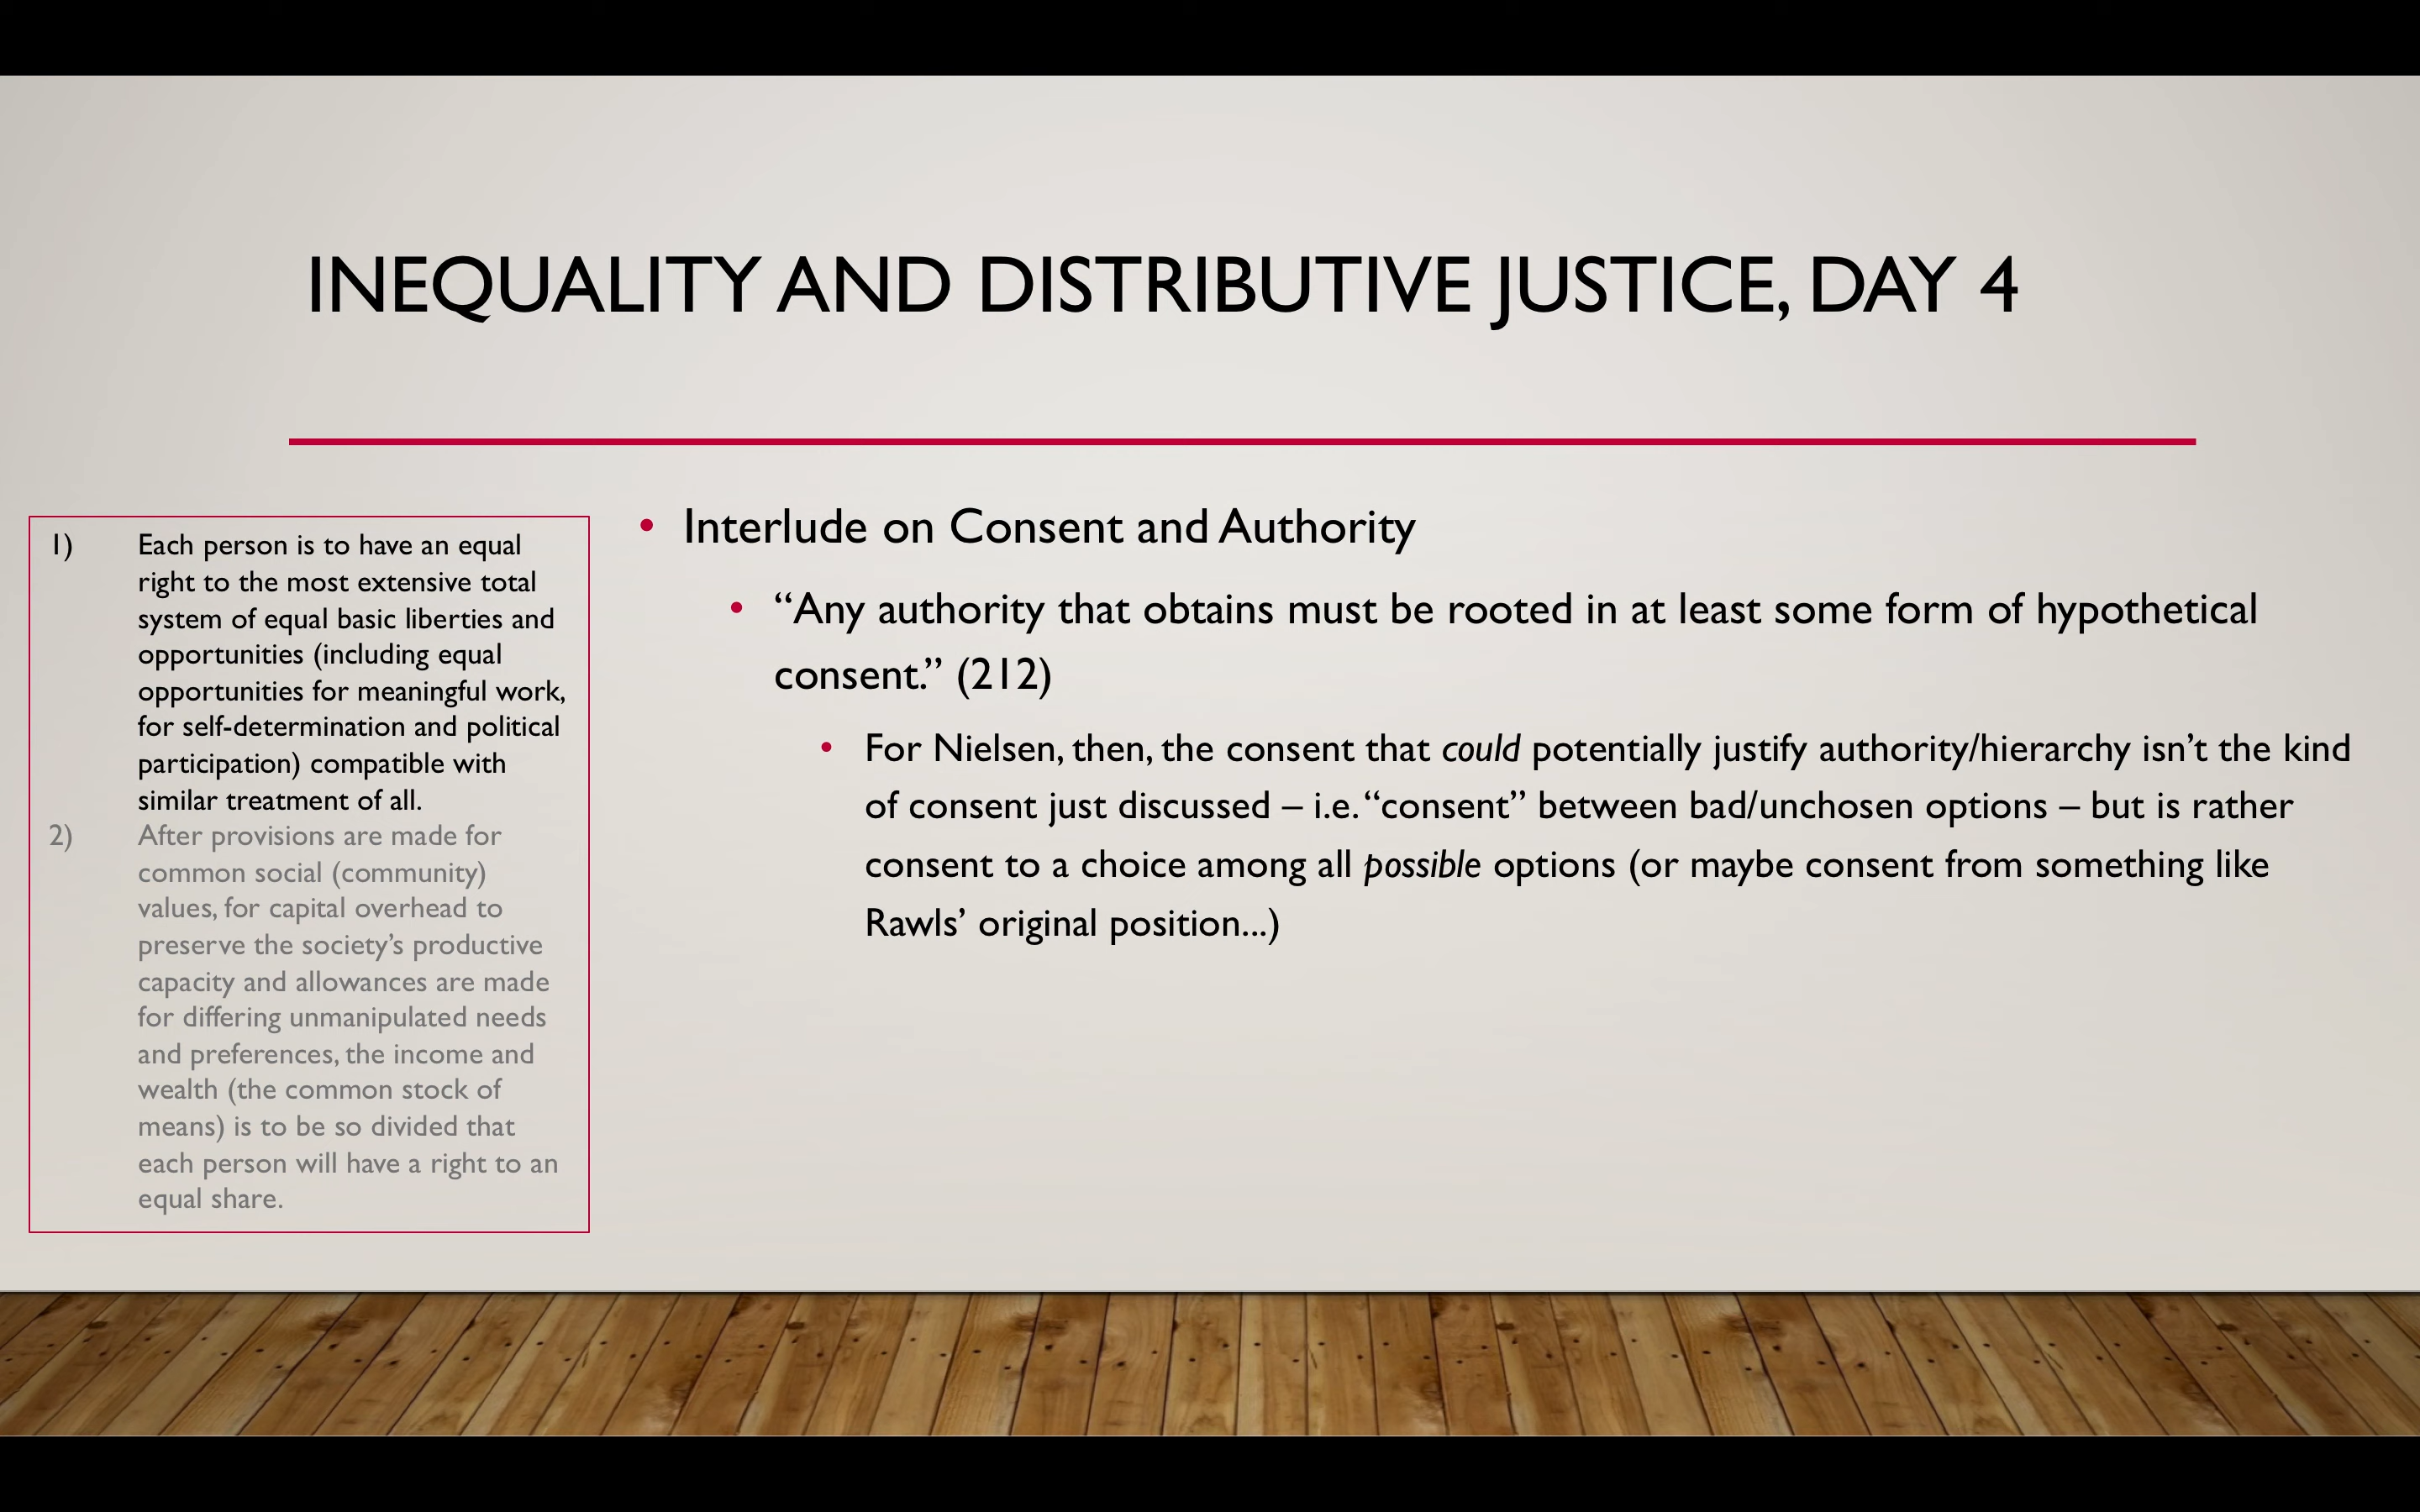 INEQUALITY AND DISTRIBUTIVE JUSTICE, DAY 4
1) Each person is to have an equal
right to the most extensive total
system of equal basic liberties and
opportunities (including equal
opportunities for meaningful work,
for self-determination and political
participation) compatible with
similar treatment of all.
2) After provisions are made for
common social (community)
values, for capital overhead to
preserve the society’s productive
capacity and allowances are made
for differing unmanipulated needs
and preferences, the income and
wealth (the common stock of
means) is to be so divided that
each person will have a right to an
equal share.
• Interlude on Consent and Authority
• “Any authority that obtains must be rooted in at least some form of hypothetical
consent.” (212)
• For Nielsen, then, the consent that could potentially justify authority/hierarchy isn’t the kind
of consent just discussed – i.e. “consent” between bad/unchosen options – but is rather
consent to a choice among all possible options (or maybe consent from something like
Rawls’ original position...)